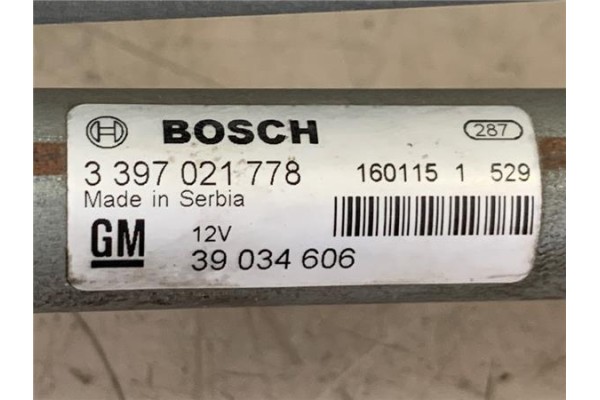 BOSCH 287
3 397 021 778 160115 1 529
Made in Serbia
GM 12V
39 034 606